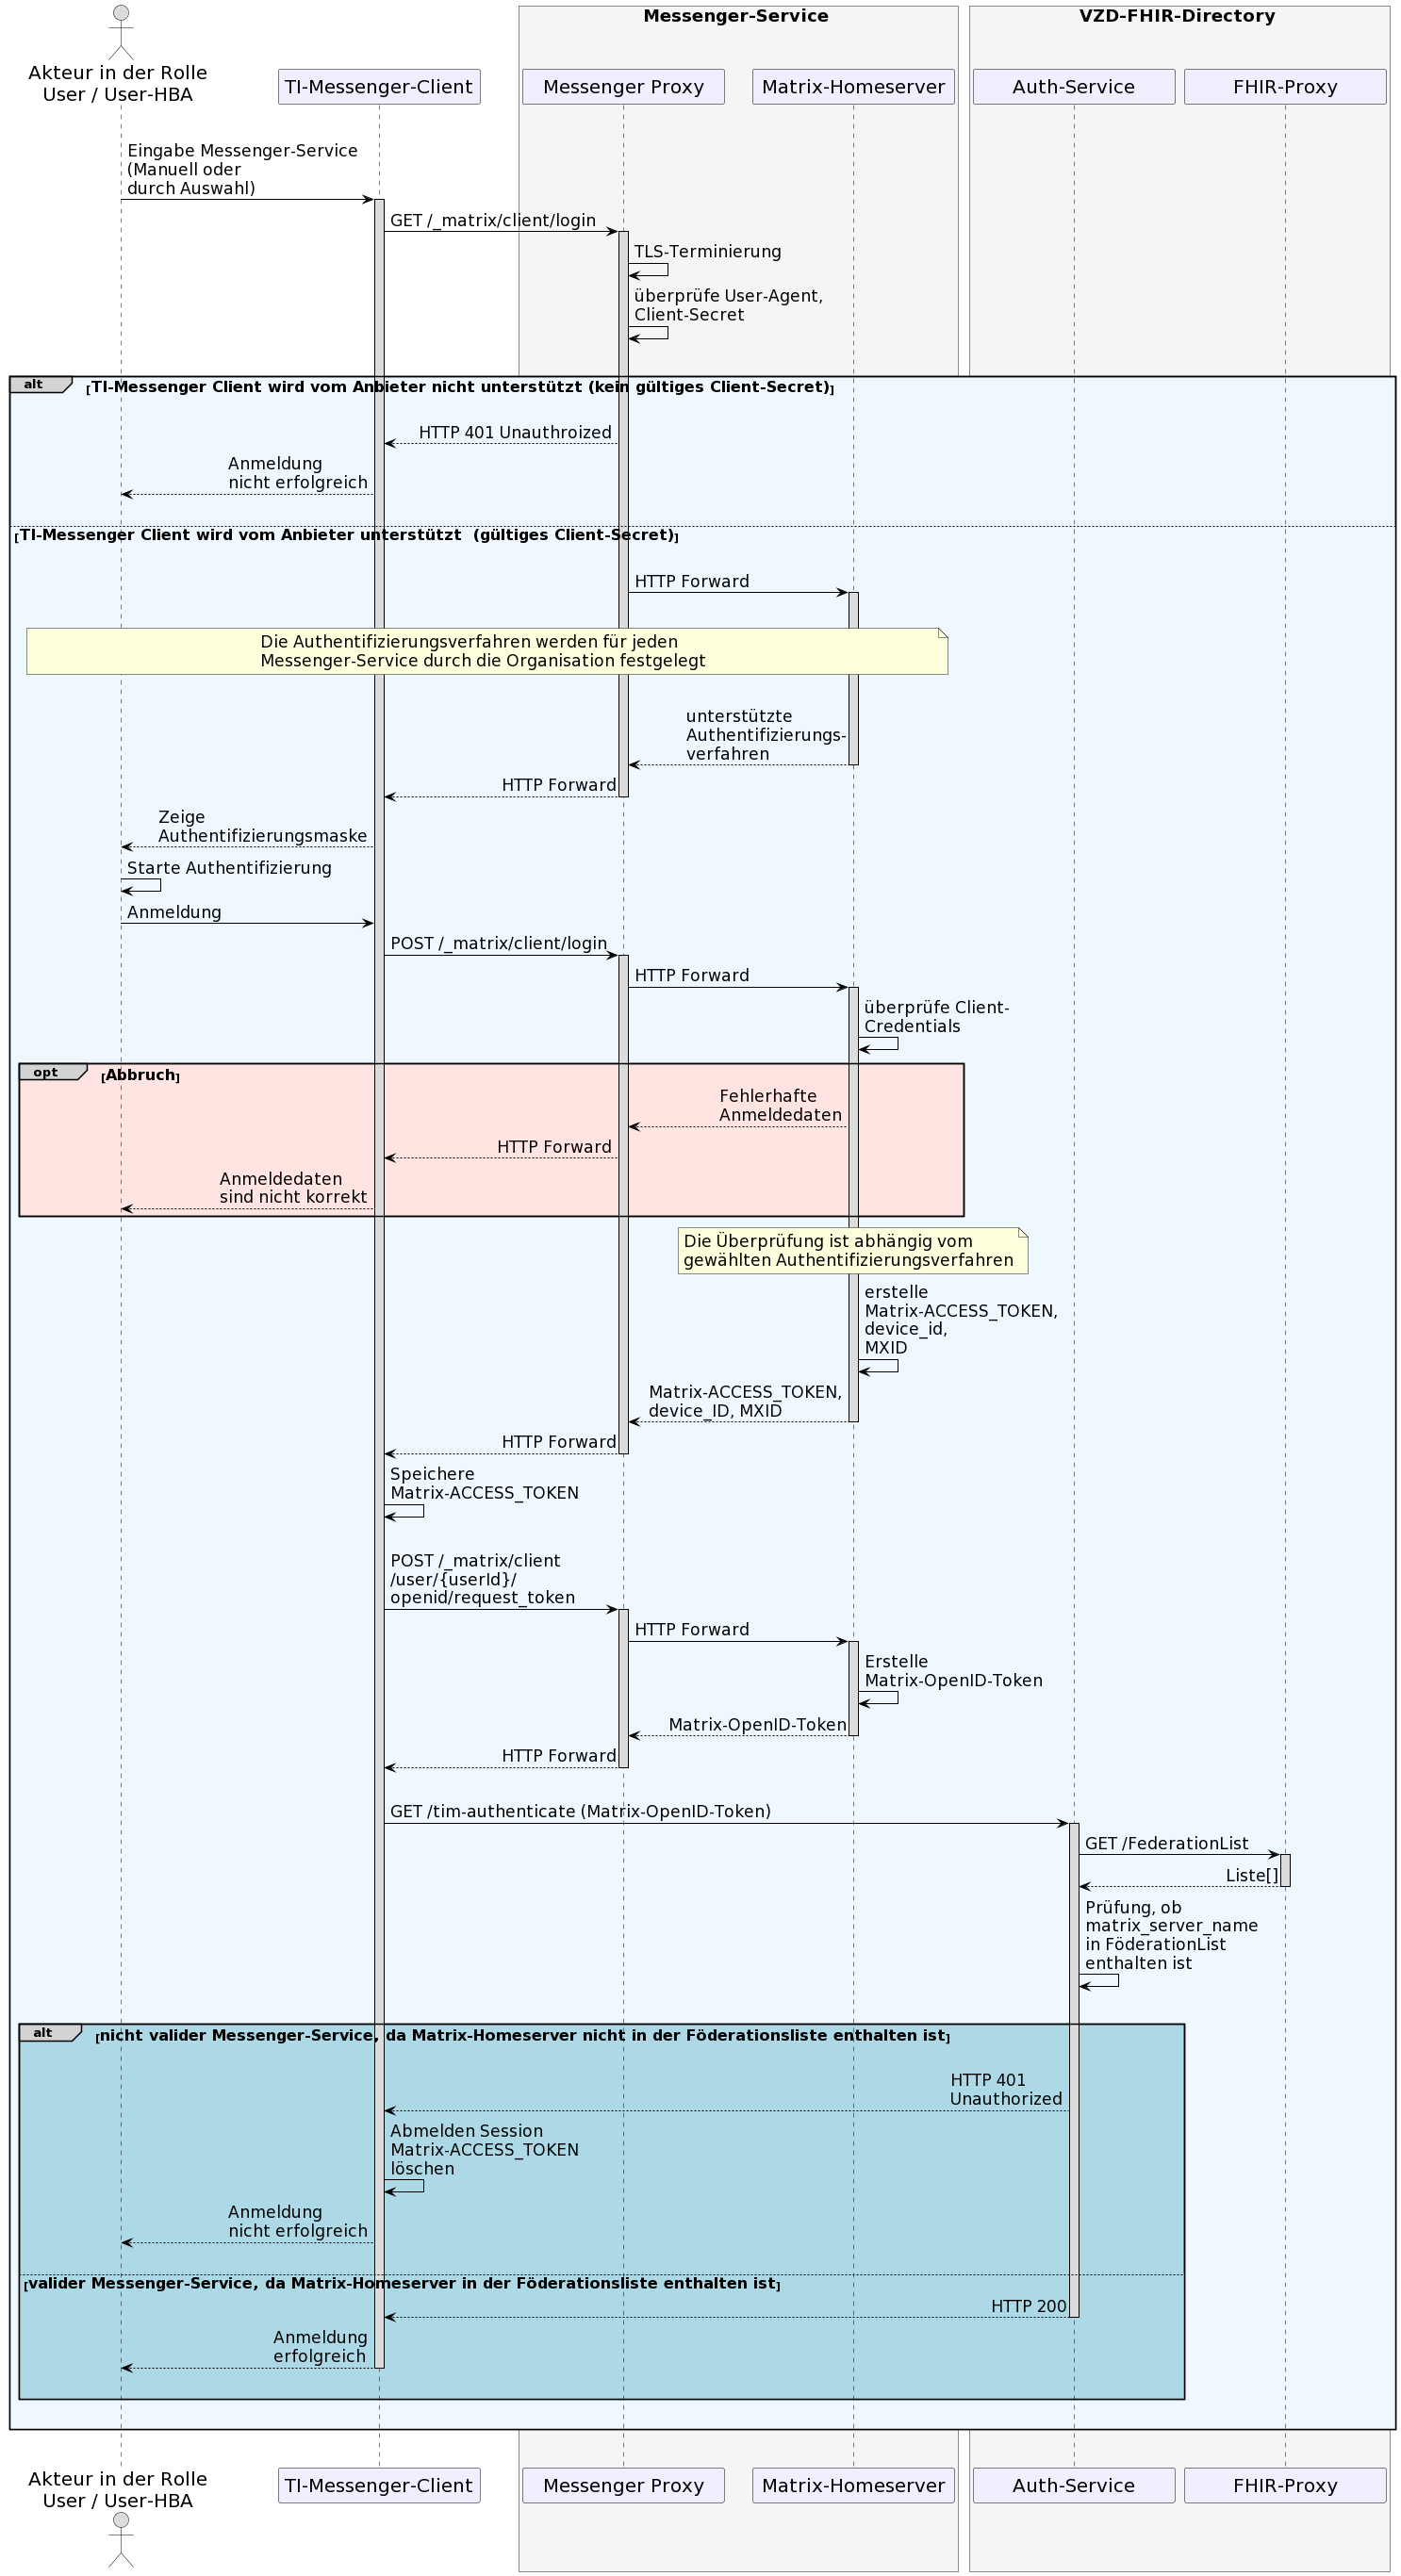 Messenger-Service
VZD-FHIR-Directory
Akteur in der Rolle
User / User-HBA
TI-Messenger-Client
Messenger Proxy
Matrix-Homeserver
Auth-Service
FHIR-Proxy
Eingabe Messenger-Service
(Manuell oder
durch Auswahl)
GET /_matrix/client/login
TLS-Terminierung
überprüfe User-Agent,
Client-Secret
alt
[TI-Messenger Client wird vom Anbieter nicht unterstützt (kein gültiges Client-Secret)]
HTTP 401 Unauthroized
Anmeldung
nicht erfolgreich
[TI-Messenger Client wird vom Anbieter unterstützt  (gültiges Client-Secret)]
HTTP Forward
Die Authentifizierungsverfahren werden für jeden
Messenger-Service durch die Organisation festgelegt
unterstützte
Authentifizierungs-
verfahren
HTTP Forward
Zeige
Authentifizierungsmaske
Starte Authentifizierung
Anmeldung
POST /_matrix/client/login
HTTP Forward
überprüfe Client-
Credentials
opt
[Abbruch]
Fehlerhafte
Anmeldedaten
HTTP Forward
Anmeldedaten
sind nicht korrekt
Die Überprüfung ist abhängig vom
gewählten Authentifizierungsverfahren
erstelle
Matrix-ACCESS_TOKEN,
device_id,
MXID
Matrix-ACCESS_TOKEN,
device_ID, MXID
HTTP Forward
Speichere
Matrix-ACCESS_TOKEN
POST /_matrix/client
/user/{userId}/
openid/request_token
HTTP Forward
Erstelle
Matrix-OpenID-Token
Matrix-OpenID-Token
HTTP Forward
GET /tim-authenticate (Matrix-OpenID-Token)
GET /FederationList
Liste[]
Prüfung, ob
matrix_server_name
in FöderationList
enthalten ist
alt
[nicht valider Messenger-Service, da Matrix-Homeserver nicht in der Föderationsliste enthalten ist]
HTTP 401
Unauthorized
Abmelden Session
Matrix-ACCESS_TOKEN
löschen
Anmeldung
nicht erfolgreich
[valider Messenger-Service, da Matrix-Homeserver in der Föderationsliste enthalten ist]
HTTP 200
Anmeldung
erfolgreich
Akteur in der Rolle
User / User-HBA
TI-Messenger-Client
Messenger Proxy
Matrix-Homeserver
Auth-Service
FHIR-Proxy